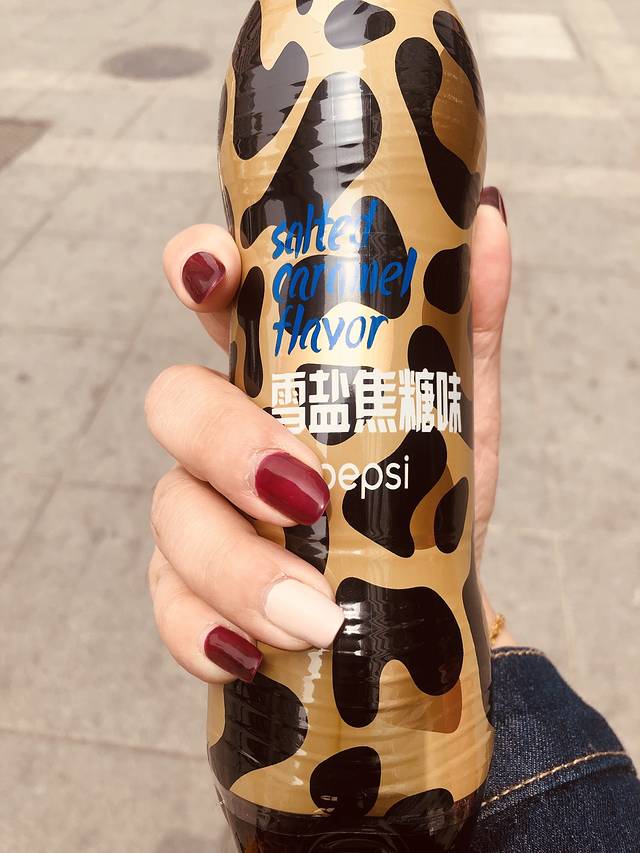 salted
caramel
flavor
雪盐焦糖味
pepsi